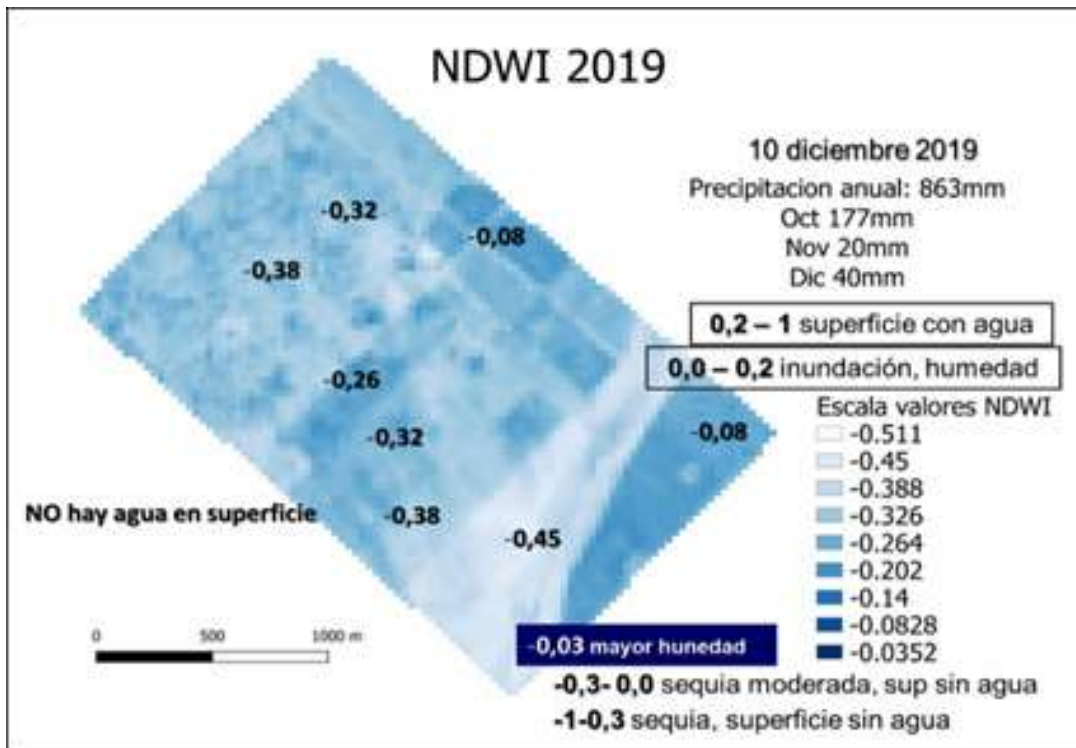 NDWI 2019
10 diciembre 2019
Precipitacion anual: 863mm
Oct 177mm
Nov 20mm
Dic 40mm
-0,32
-0,08
-0,38
0,2 – 1 superficie con agua
0,0 – 0,2 inundación, humedad
-0,26
Escala valores NDWI
-0,32
-0,08
-0.511
-0.45
-0.388
-0.326
-0.264
-0.202
-0.14
-0.0828
-0.0352
NO hay agua en superficie
-0,38
-0,45
0 500 1000 m
-0,03 mayor hunedad
-0,3- 0,0 sequia moderada, sup sin agua
-1-0,3 sequia, superficie sin agua